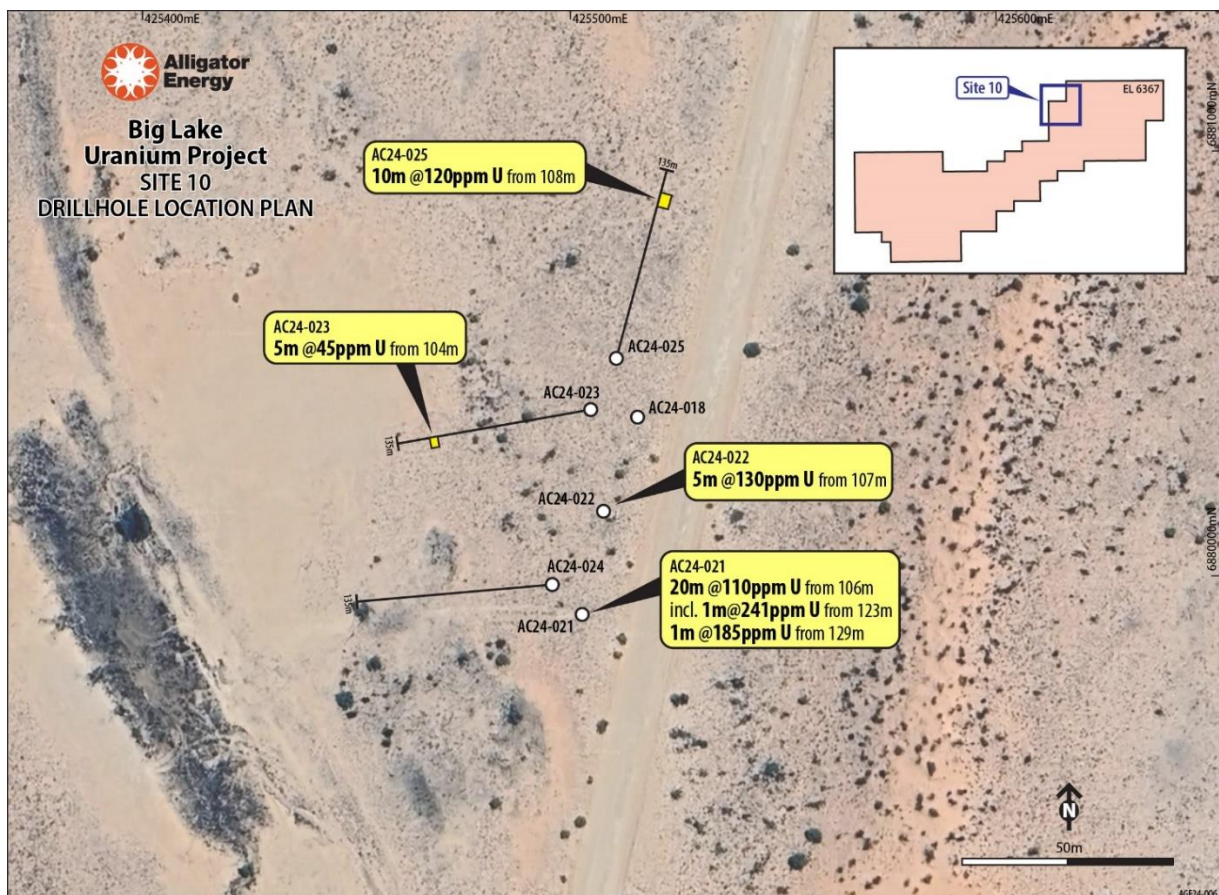 425400mE
425500mE
425600mE
Alligator
Energy
Big Lake
Uranium Project
SITE 10
DRILLHOLE LOCATION PLAN
Site 10
EL 6367
6881000mN
AC24-025
10m @120ppm U from 108m
135m
AC24-023
5m @45ppm U from 104m
AC24-025
AC24-023
AC24-018
135m
AC24-022
5m @130ppm U from 107m
AC24-022
6880000mN
AC24-024
AC24-021
20m @110ppm U from 106m
incl. 1m@241ppm U from 123m
1m @185ppm U from 129m
135m
AC24-021
N
50m